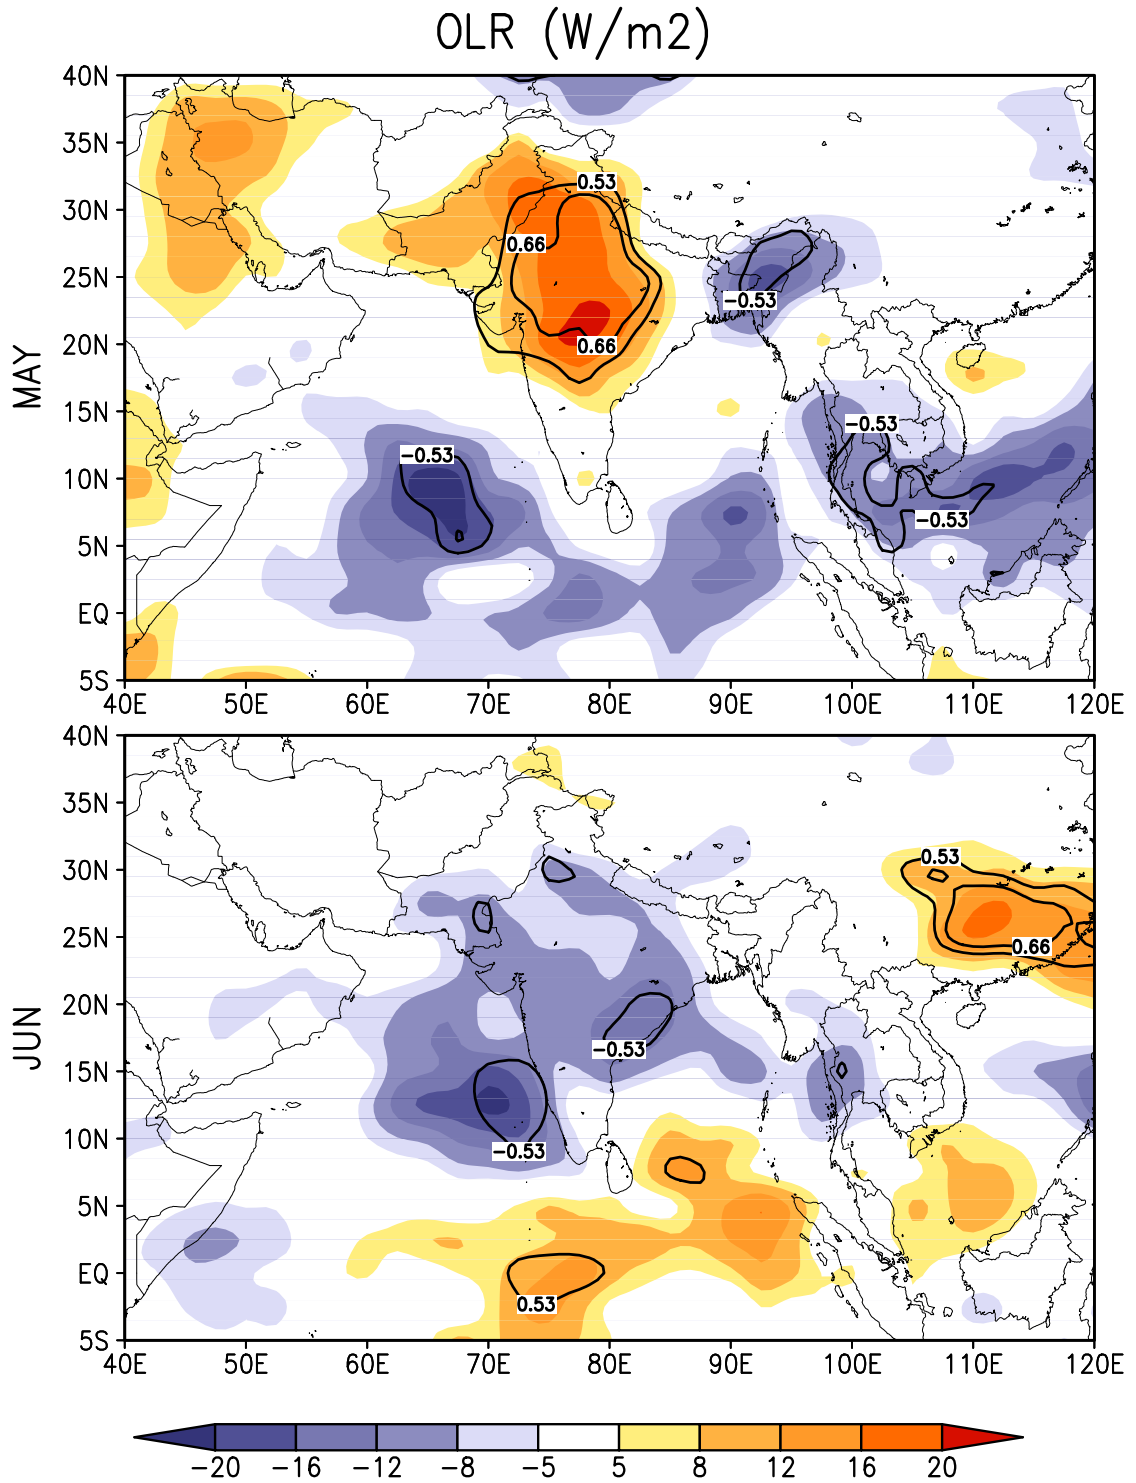 OLR (W/m2)
MAY
40N
35N
30N
25N
20N
15N
10N
5N
EQ
5S
0.53
0.66
-0.53
0.66
-0.53
-0.53
-0.53
40E 50E 60E 70E 80E 90E 100E 110E 120E
JUN
40N
35N
30N
25N
20N
15N
10N
5N
EQ
5S
0.53
0.66
-0.53
-0.53
0.53
40E 50E 60E 70E 80E 90E 100E 110E 120E
-20 -16 -12 -8 -5 5 8 12 16 20